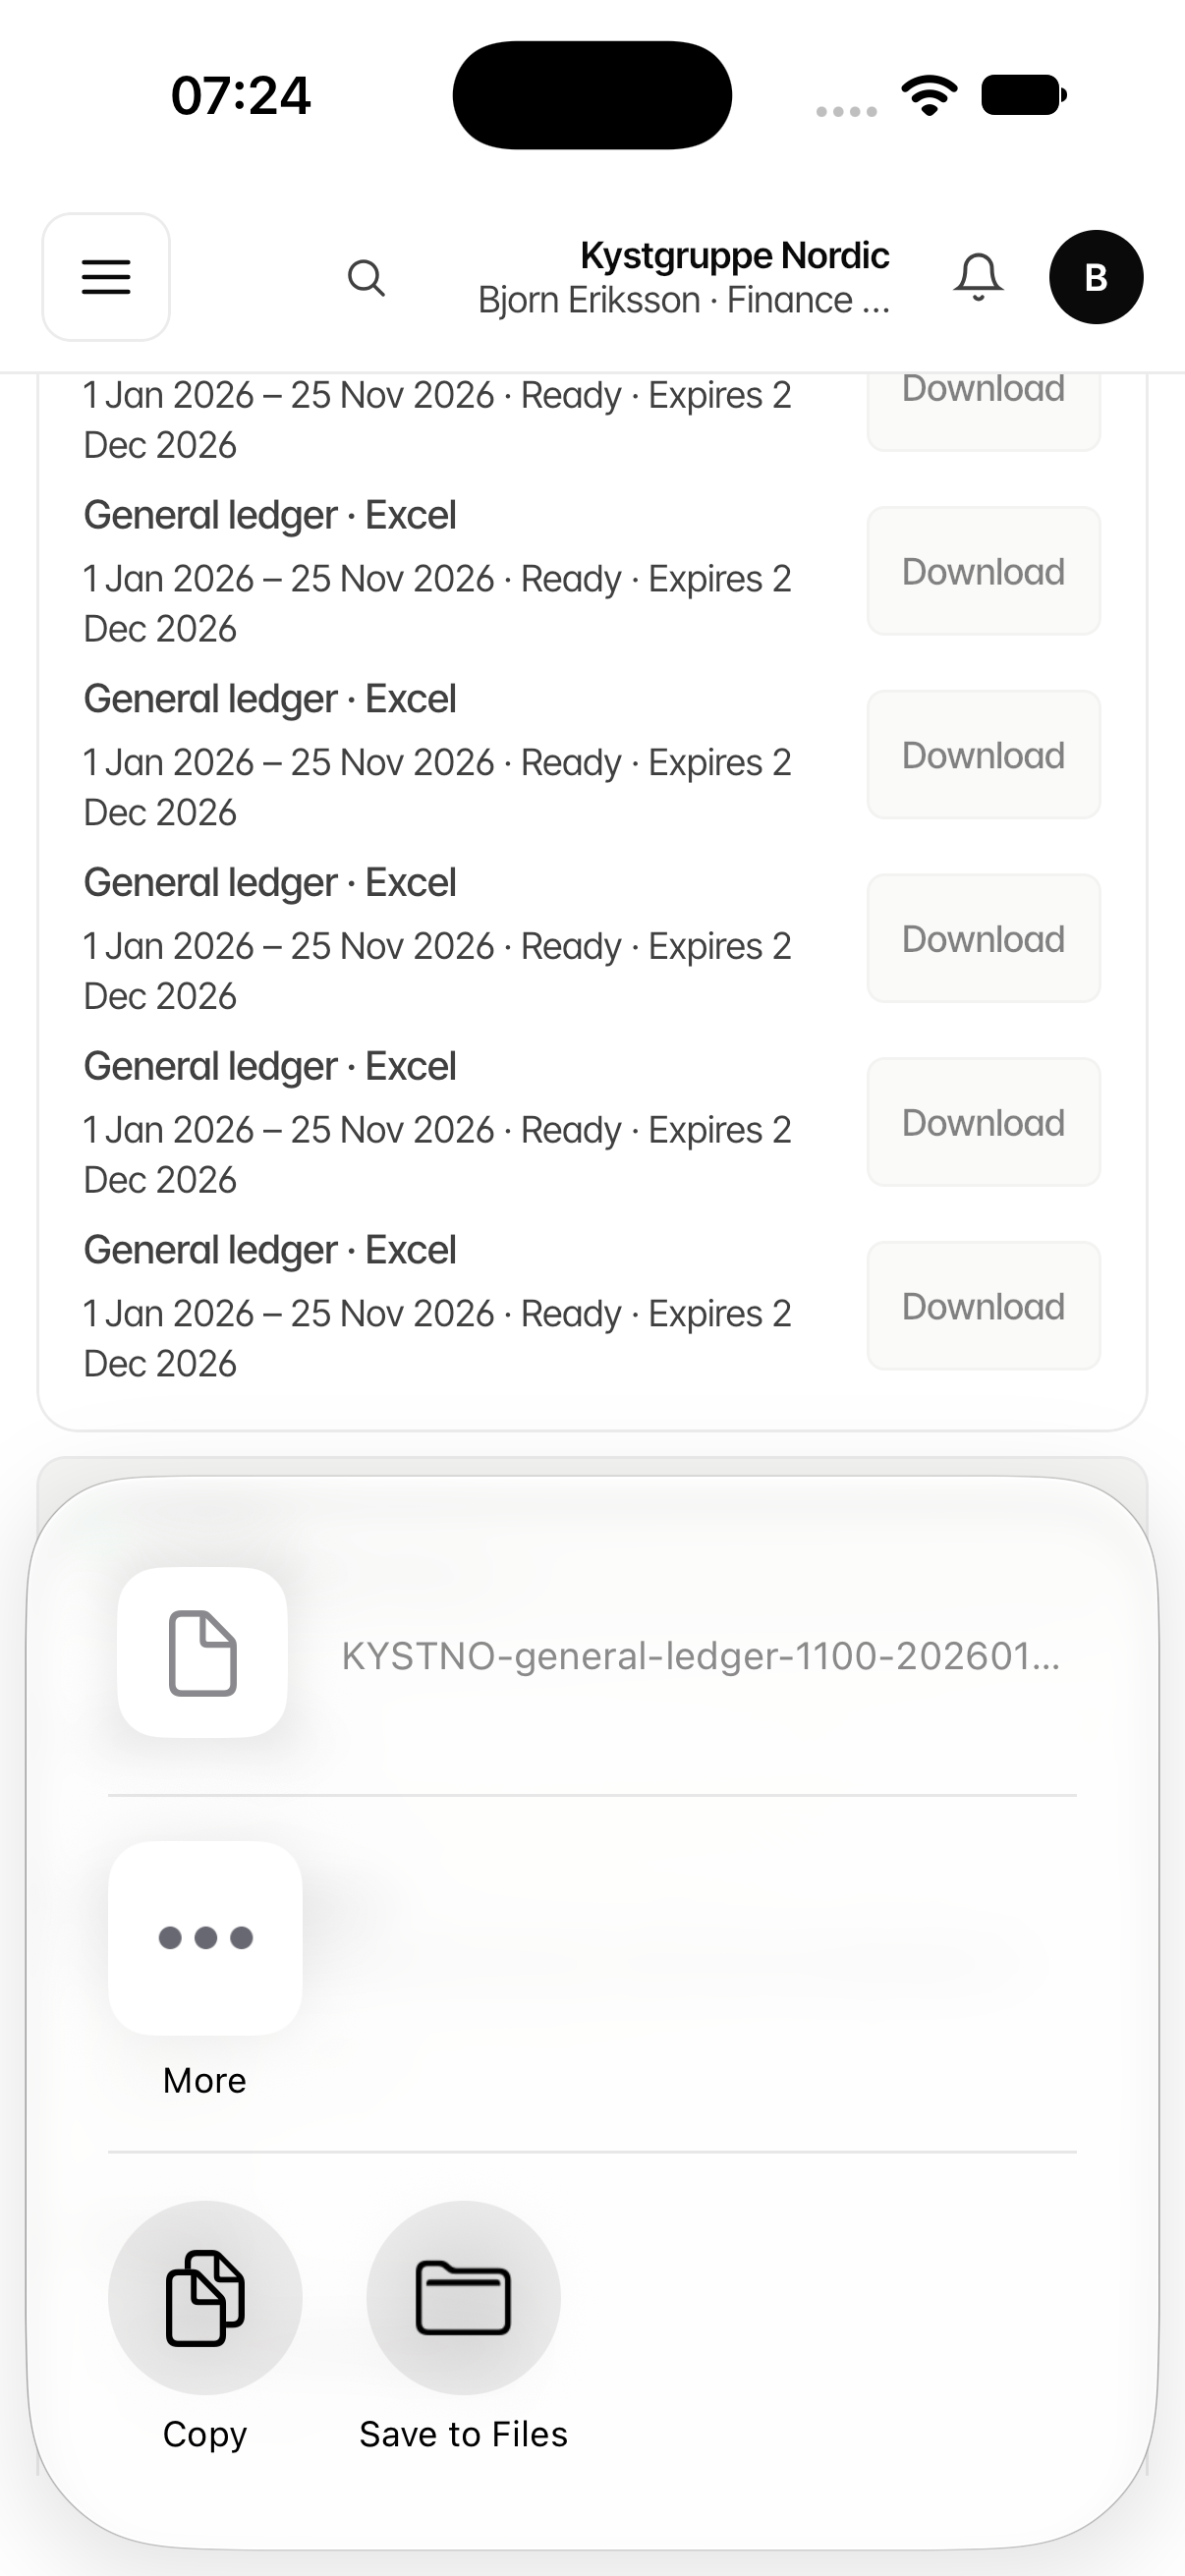 07:24
Kystgruppe Nordic
Bjorn Eriksson · Finance ...
B
1 Jan 2026 – 25 Nov 2026 · Ready · Expires 2
Dec 2026
Download
General ledger · Excel
1 Jan 2026 – 25 Nov 2026 · Ready · Expires 2
Dec 2026
Download
General ledger · Excel
1 Jan 2026 – 25 Nov 2026 · Ready · Expires 2
Dec 2026
Download
General ledger · Excel
1 Jan 2026 – 25 Nov 2026 · Ready · Expires 2
Dec 2026
Download
General ledger · Excel
1 Jan 2026 – 25 Nov 2026 · Ready · Expires 2
Dec 2026
Download
General ledger · Excel
1 Jan 2026 – 25 Nov 2026 · Ready · Expires 2
Dec 2026
Download
KYSTNO-general-ledger-1100-202601...
More
Copy
Save to Files